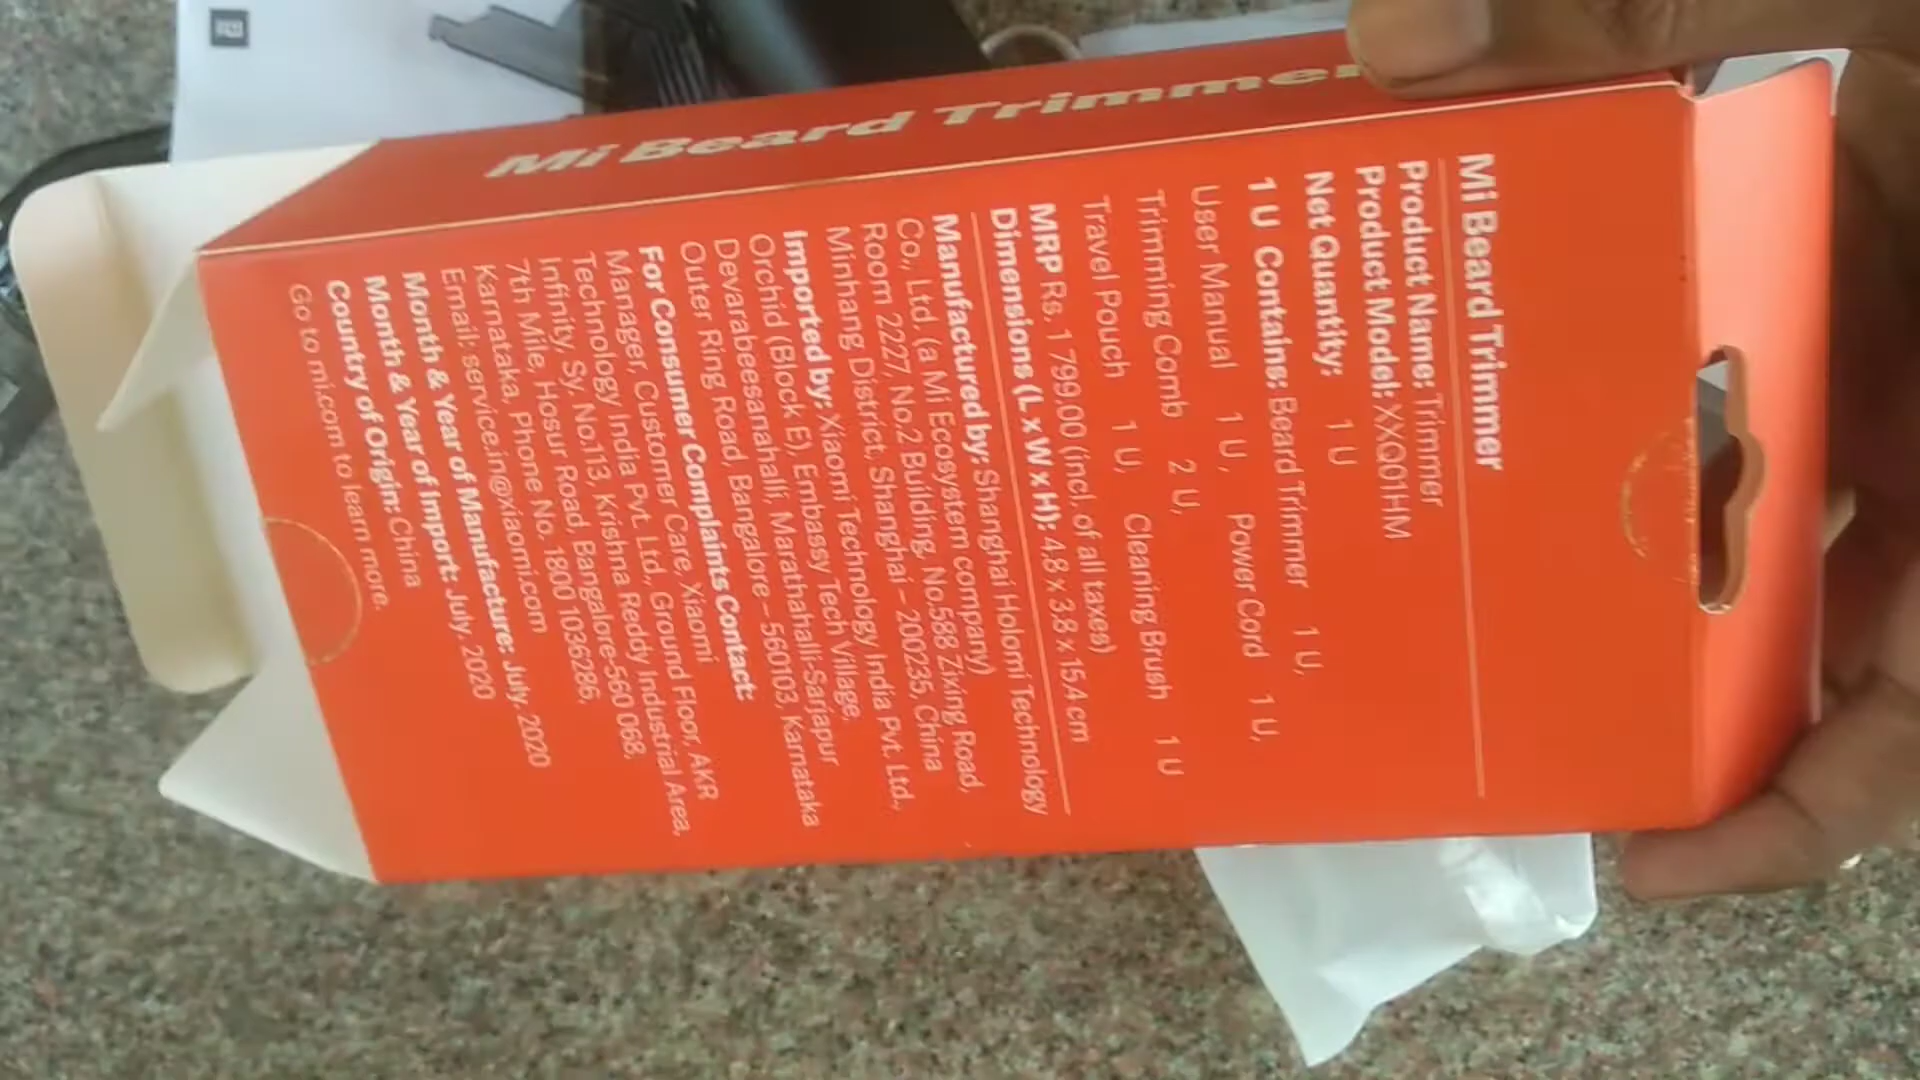 Mi Beard Trimmer
Mi Beard Trimmer
Product Name: Trimmer
Product Model: XXQ01HM
Net Quantity: 1 U
1 U Contains: Beard Trimmer 1 U,
User Manual 1 U, Power Cord 1 U,
Trimming Comb 2 U,
Travel Pouch 1 U, Cleaning Brush 1 U
MRP Rs. 1 799.00 (incl. of all taxes)
Dimensions (L x W x H): 4.8 x 3.8 x 15.4 cm
Manufactured by: Shanghai Holomi Technology
Co., Ltd. (a Mi Ecosystem company)
Room 2227, No.2 Building, No.588 Zixing Road,
Minhang District, Shanghai – 200235, China
Imported by: Xiaomi Technology India Pvt. Ltd.,
Orchid (Block E), Embassy Tech Village,
Devarabeesanahalli, Marathahalli-Sarjapur
Outer Ring Road, Bangalore – 560103, Karnataka
For Consumer Complaints Contact:
Manager, Customer Care, Xiaomi
Technology India Pvt. Ltd., Ground Floor, AKR
Infinity, Sy. No.113, Krishna Reddy Industrial Area,
7th Mile, Hosur Road, Bangalore-560 068.
Karnataka, Phone No. 1800 1036286,
Email: service.in@xiaomi.com
Month & Year of Manufacture: July, 2020
Month & Year of Import: July, 2020
Country of Origin: China
Go to mi.com to learn more.